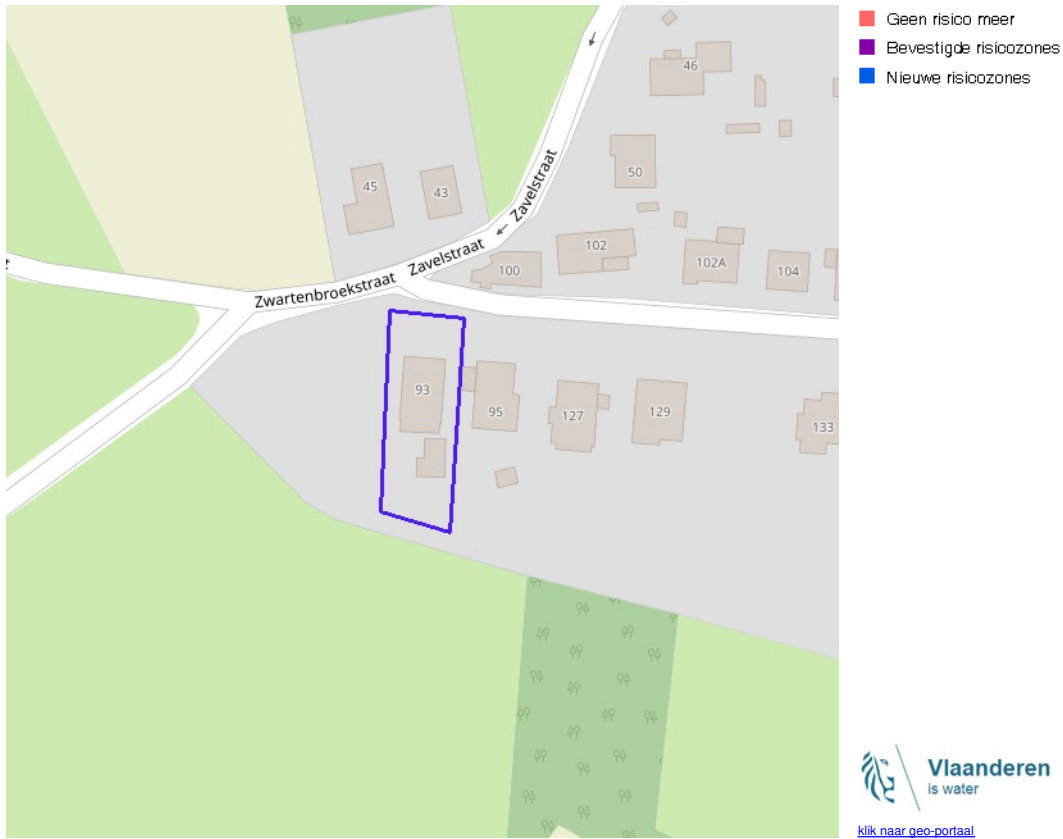 Geen risico meer
Bevestigde risicozones
Nieuwe risicozones
46
50
Zavelstraat
45
43
Zavelstraat
102
102A
104
100
Zwartenbroekstraat
93
95
127
129
133
Vlaanderen
is water
klik naar geo-portaal